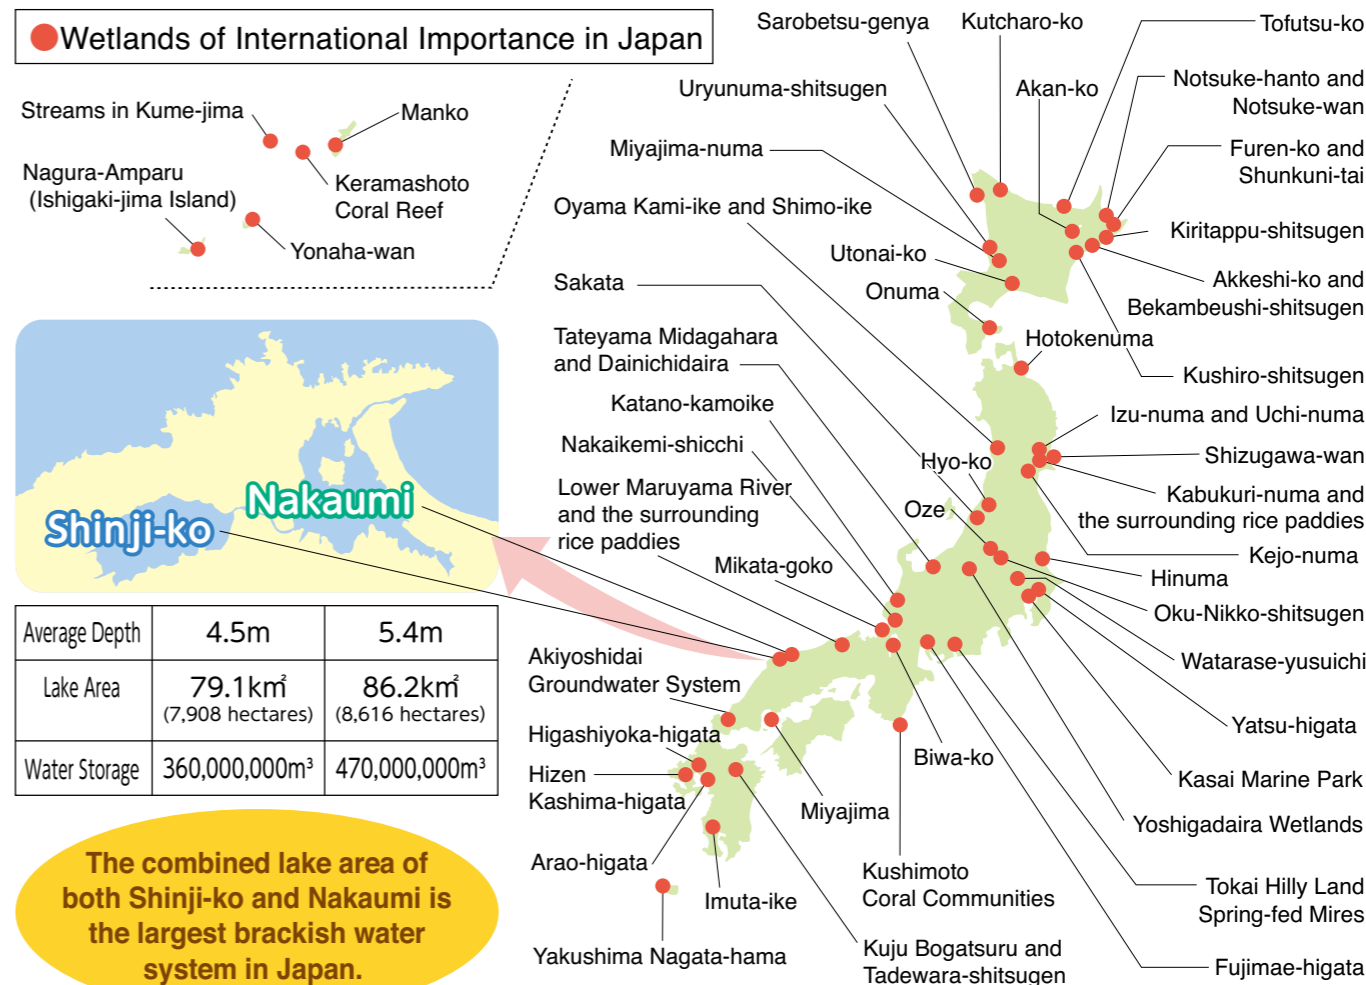 Wetlands of International Importance in Japan
Streams in Kume-jima
Manko
Keramashoto
Coral Reef
Nagura-Amparu
(Ishigaki-jima Island)
Yonaha-wan
Sarobetsu-genya
Kutcharo-ko
Tofutsu-ko
Uryunuma-shitsugen
Akan-ko
Notsuke-hanto and
Notsuke-wan
Miyajima-numa
Furen-ko and
Shunkuni-tai
Oyama Kami-ike and Shimo-ike
Kiritappu-shitsugen
Utonai-ko
Akkeshi-ko and
Bekambeushi-shitsugen
Sakata
Onuma
Tateyama Midagahara
and Dainichidaira
Hotokenuma
Kushiro-shitsugen
Katano-kamoike
Izu-numa and Uchi-numa
Nakaikemi-shicchi
Hyo-ko
Shizugawa-wan
Lower Maruyama River
and the surrounding
rice paddies
Oze
Kabukuri-numa and
the surrounding rice paddies
Mikata-goko
Kejo-numa
Hinuma
Oku-Nikko-shitsugen
Watarase-yusuichi
Yatsu-higata
Kasai Marine Park
Yoshigadaira Wetlands
Tokai Hilly Land
Spring-fed Mires
Fujimae-higata
Akiyoshidai
Groundwater System
Higashiyoka-higata
Hizen
Kashima-higata
Miyajima
Biwa-ko
Arao-higata
Imuta-ike
Kushimoto
Coral Communities
Yakushima Nagata-hama
Kuju Bogatsuru and
Tadewara-shitsugen
Nakaumi
Shinji-ko
Average Depth 4.5m 5.4m
Lake Area 79.1km² 86.2km²
(7,908 hectares) (8,616 hectares)
Water Storage 360,000,000m³ 470,000,000m³
The combined lake area of
both Shinji-ko and Nakaumi is
the largest brackish water
system in Japan.